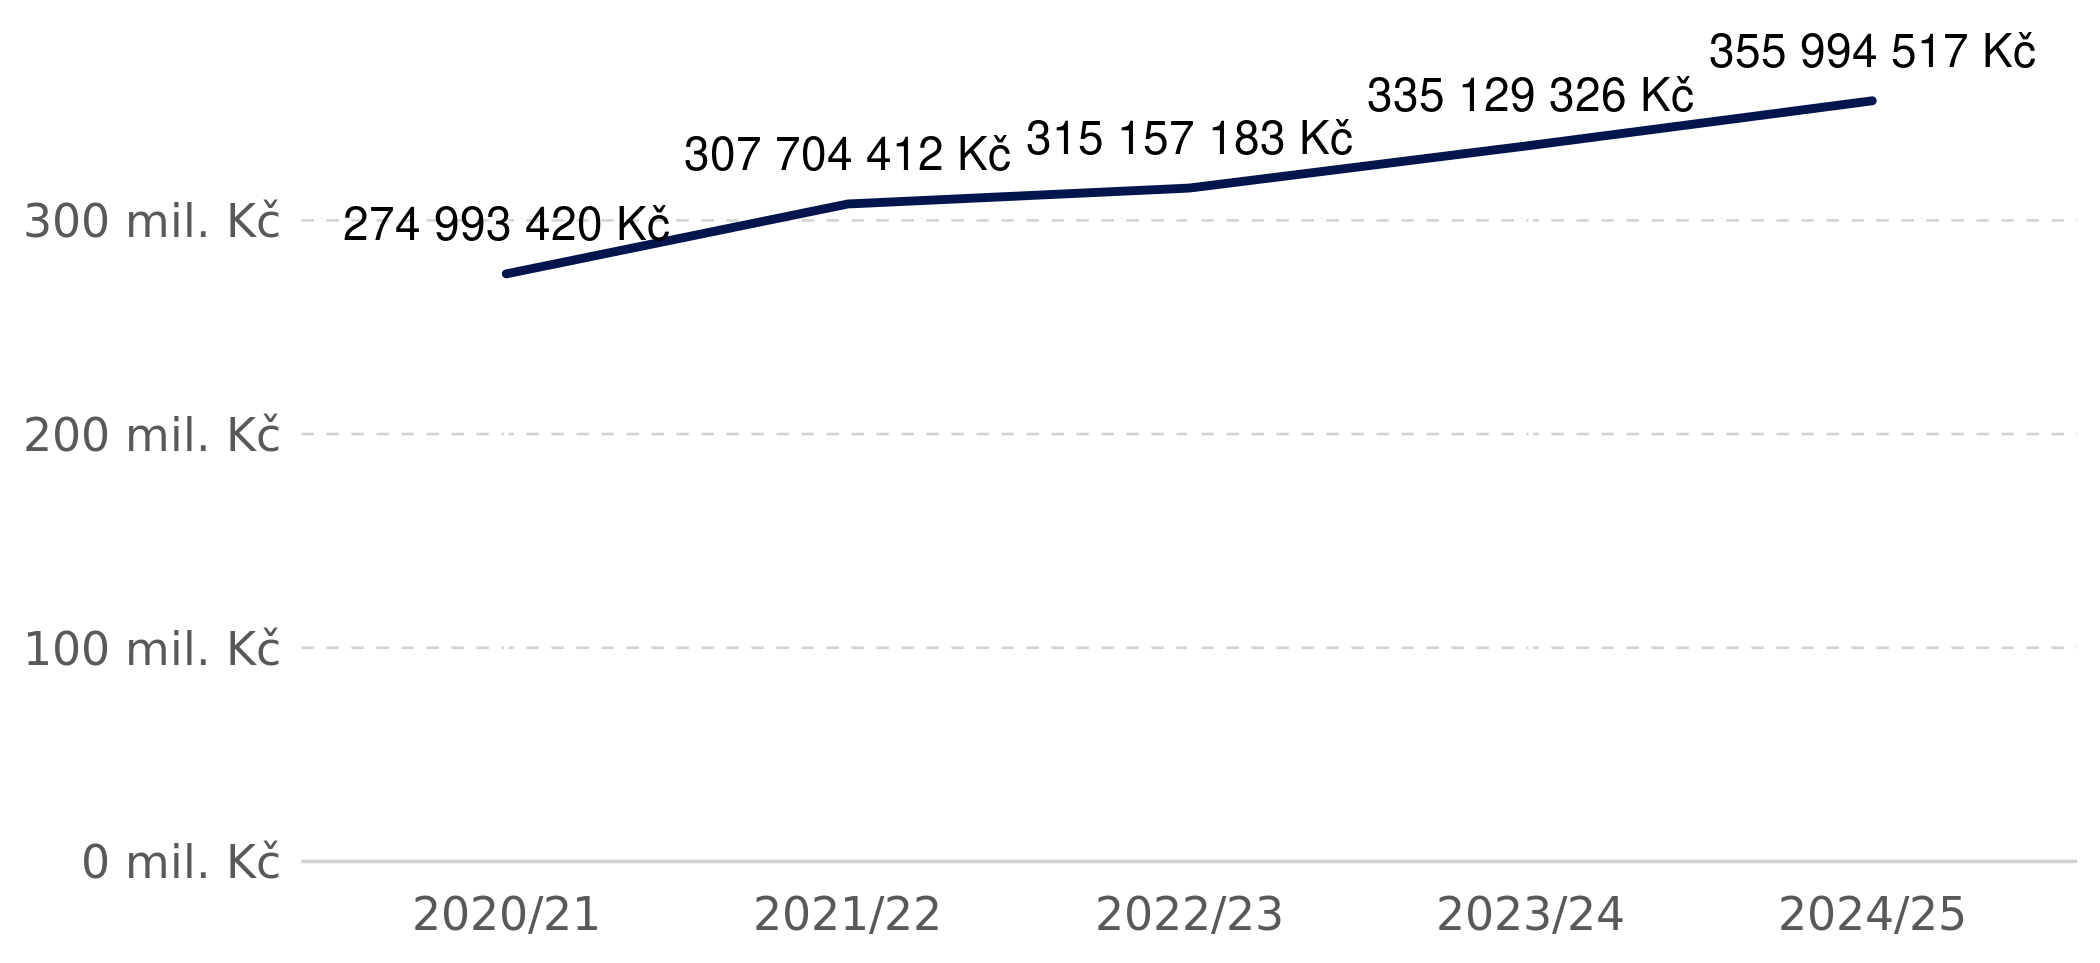 355 994 517 Kč
335 129 326 Kč
315 157 183 Kč
307 704 412 Kč
274 993 420 Kč
300 mil. Kč
200 mil. Kč
100 mil. Kč
0 mil. Kč
2020/21
2021/22
2022/23
2023/24
2024/25